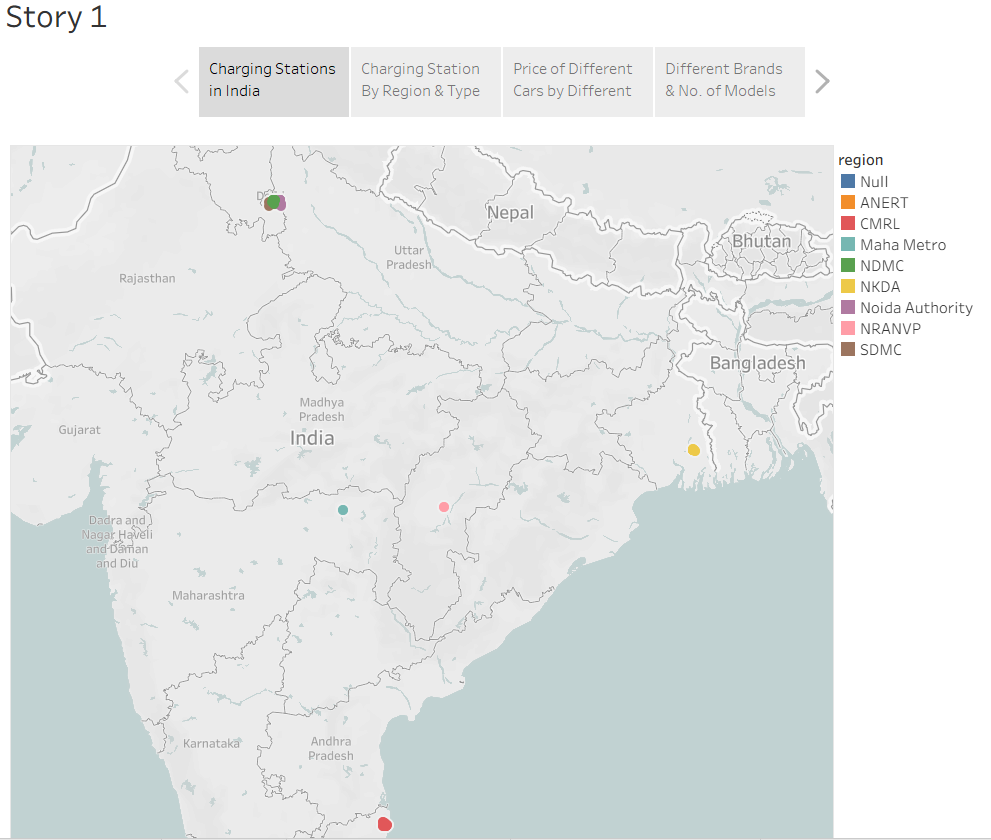 Story 1
Charging Stations
in India
Charging Station
By Region & Type
Price of Different
Cars by Different
Different Brands
& No. of Models
region
Null
ANERT
CMRL
Maha Metro
NDMC
NKDA
Noida Authority
NRANVP
SDMC
Nepal
Bhutan
Uttar
Pradesh
Rajasthan
Bangladesh
Madhya
Pradesh
Gujarat
India
Dadra and
Nagar Haveli
and Daman
and Diu
Maharashtra
Karnataka
Andhra
Pradesh